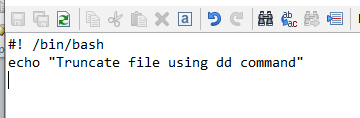 #! /bin/bash
echo "Truncate file using dd command"